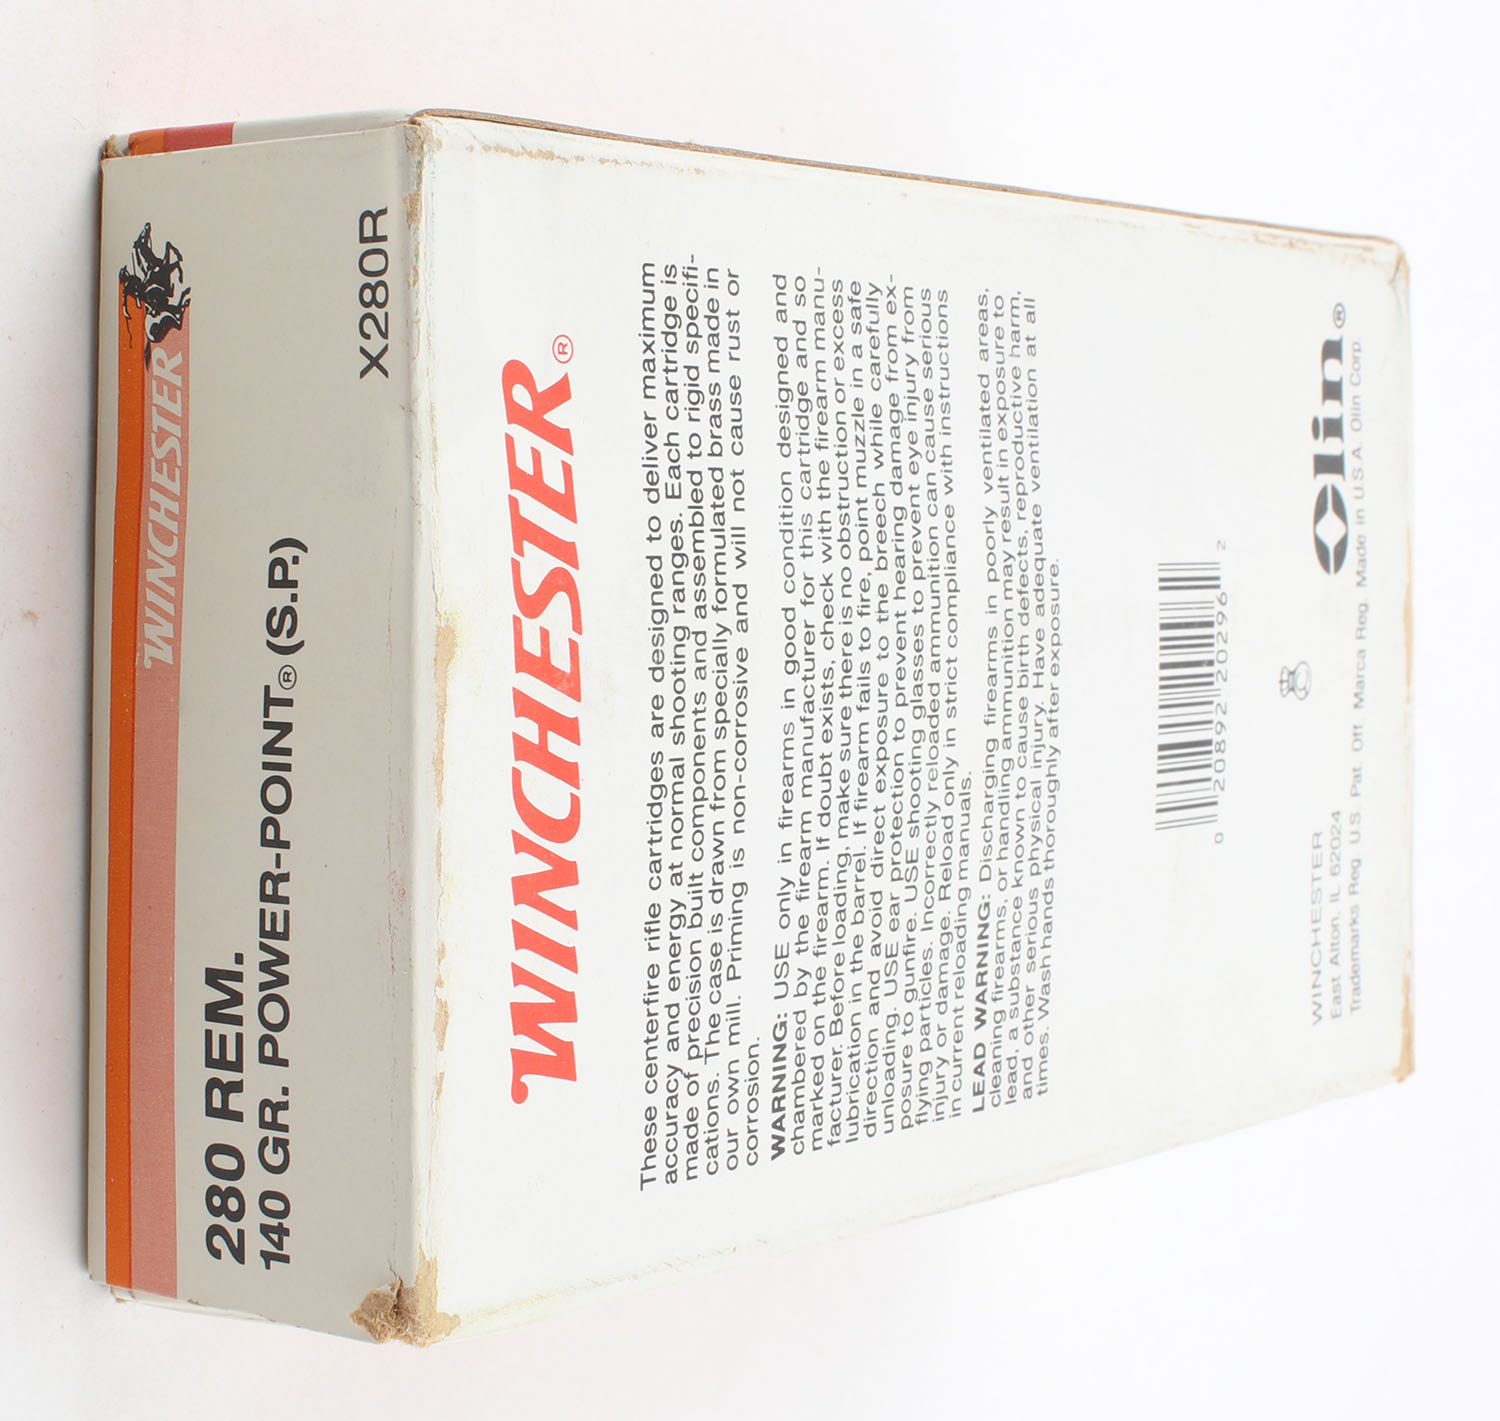 WINCHESTER
280 REM.
140 GR. POWER-POINT® (S.P.)
X280R
WINCHESTER®
These centerfire rifle cartridges are designed to deliver maximum
accuracy and energy at normal shooting ranges. Each cartridge is
made of precision built components and assembled to rigid specifi-
cations. The case is drawn from specially formulated brass made in
our own mill. Priming is non-corrosive and will not cause rust or
corrosion.
WARNING: USE only in firearms in good condition designed and
chambered by the firearm manufacturer for this cartridge and so
marked on the firearm. If doubt exists, check with the firearm manu-
facturer. Before loading, make sure there is no obstruction or excess
lubrication in the barrel. If firearm fails to fire, point muzzle in a safe
direction and avoid direct exposure to the breech while carefully
unloading. USE ear protection to prevent hearing damage from ex-
posure to gunfire. USE shooting glasses to prevent eye injury from
flying particles. Incorrectly reloaded ammunition can cause serious
injury or damage. Reload only in strict compliance with instructions
in current reloading manuals.
LEAD WARNING: Discharging firearms in poorly ventilated areas,
cleaning firearms, or handling ammunition may result in exposure to
lead, a substance known to cause birth defects, reproductive harm,
and other serious physical injury. Have adequate ventilation at all
times. Wash hands thoroughly after exposure.
0 20892 20296 2
Olin®
WINCHESTER
East Alton, IL 62024
Trademarks Reg. U.S. Pat. Off Marca Reg. Made in U.S.A. Olin Corp.